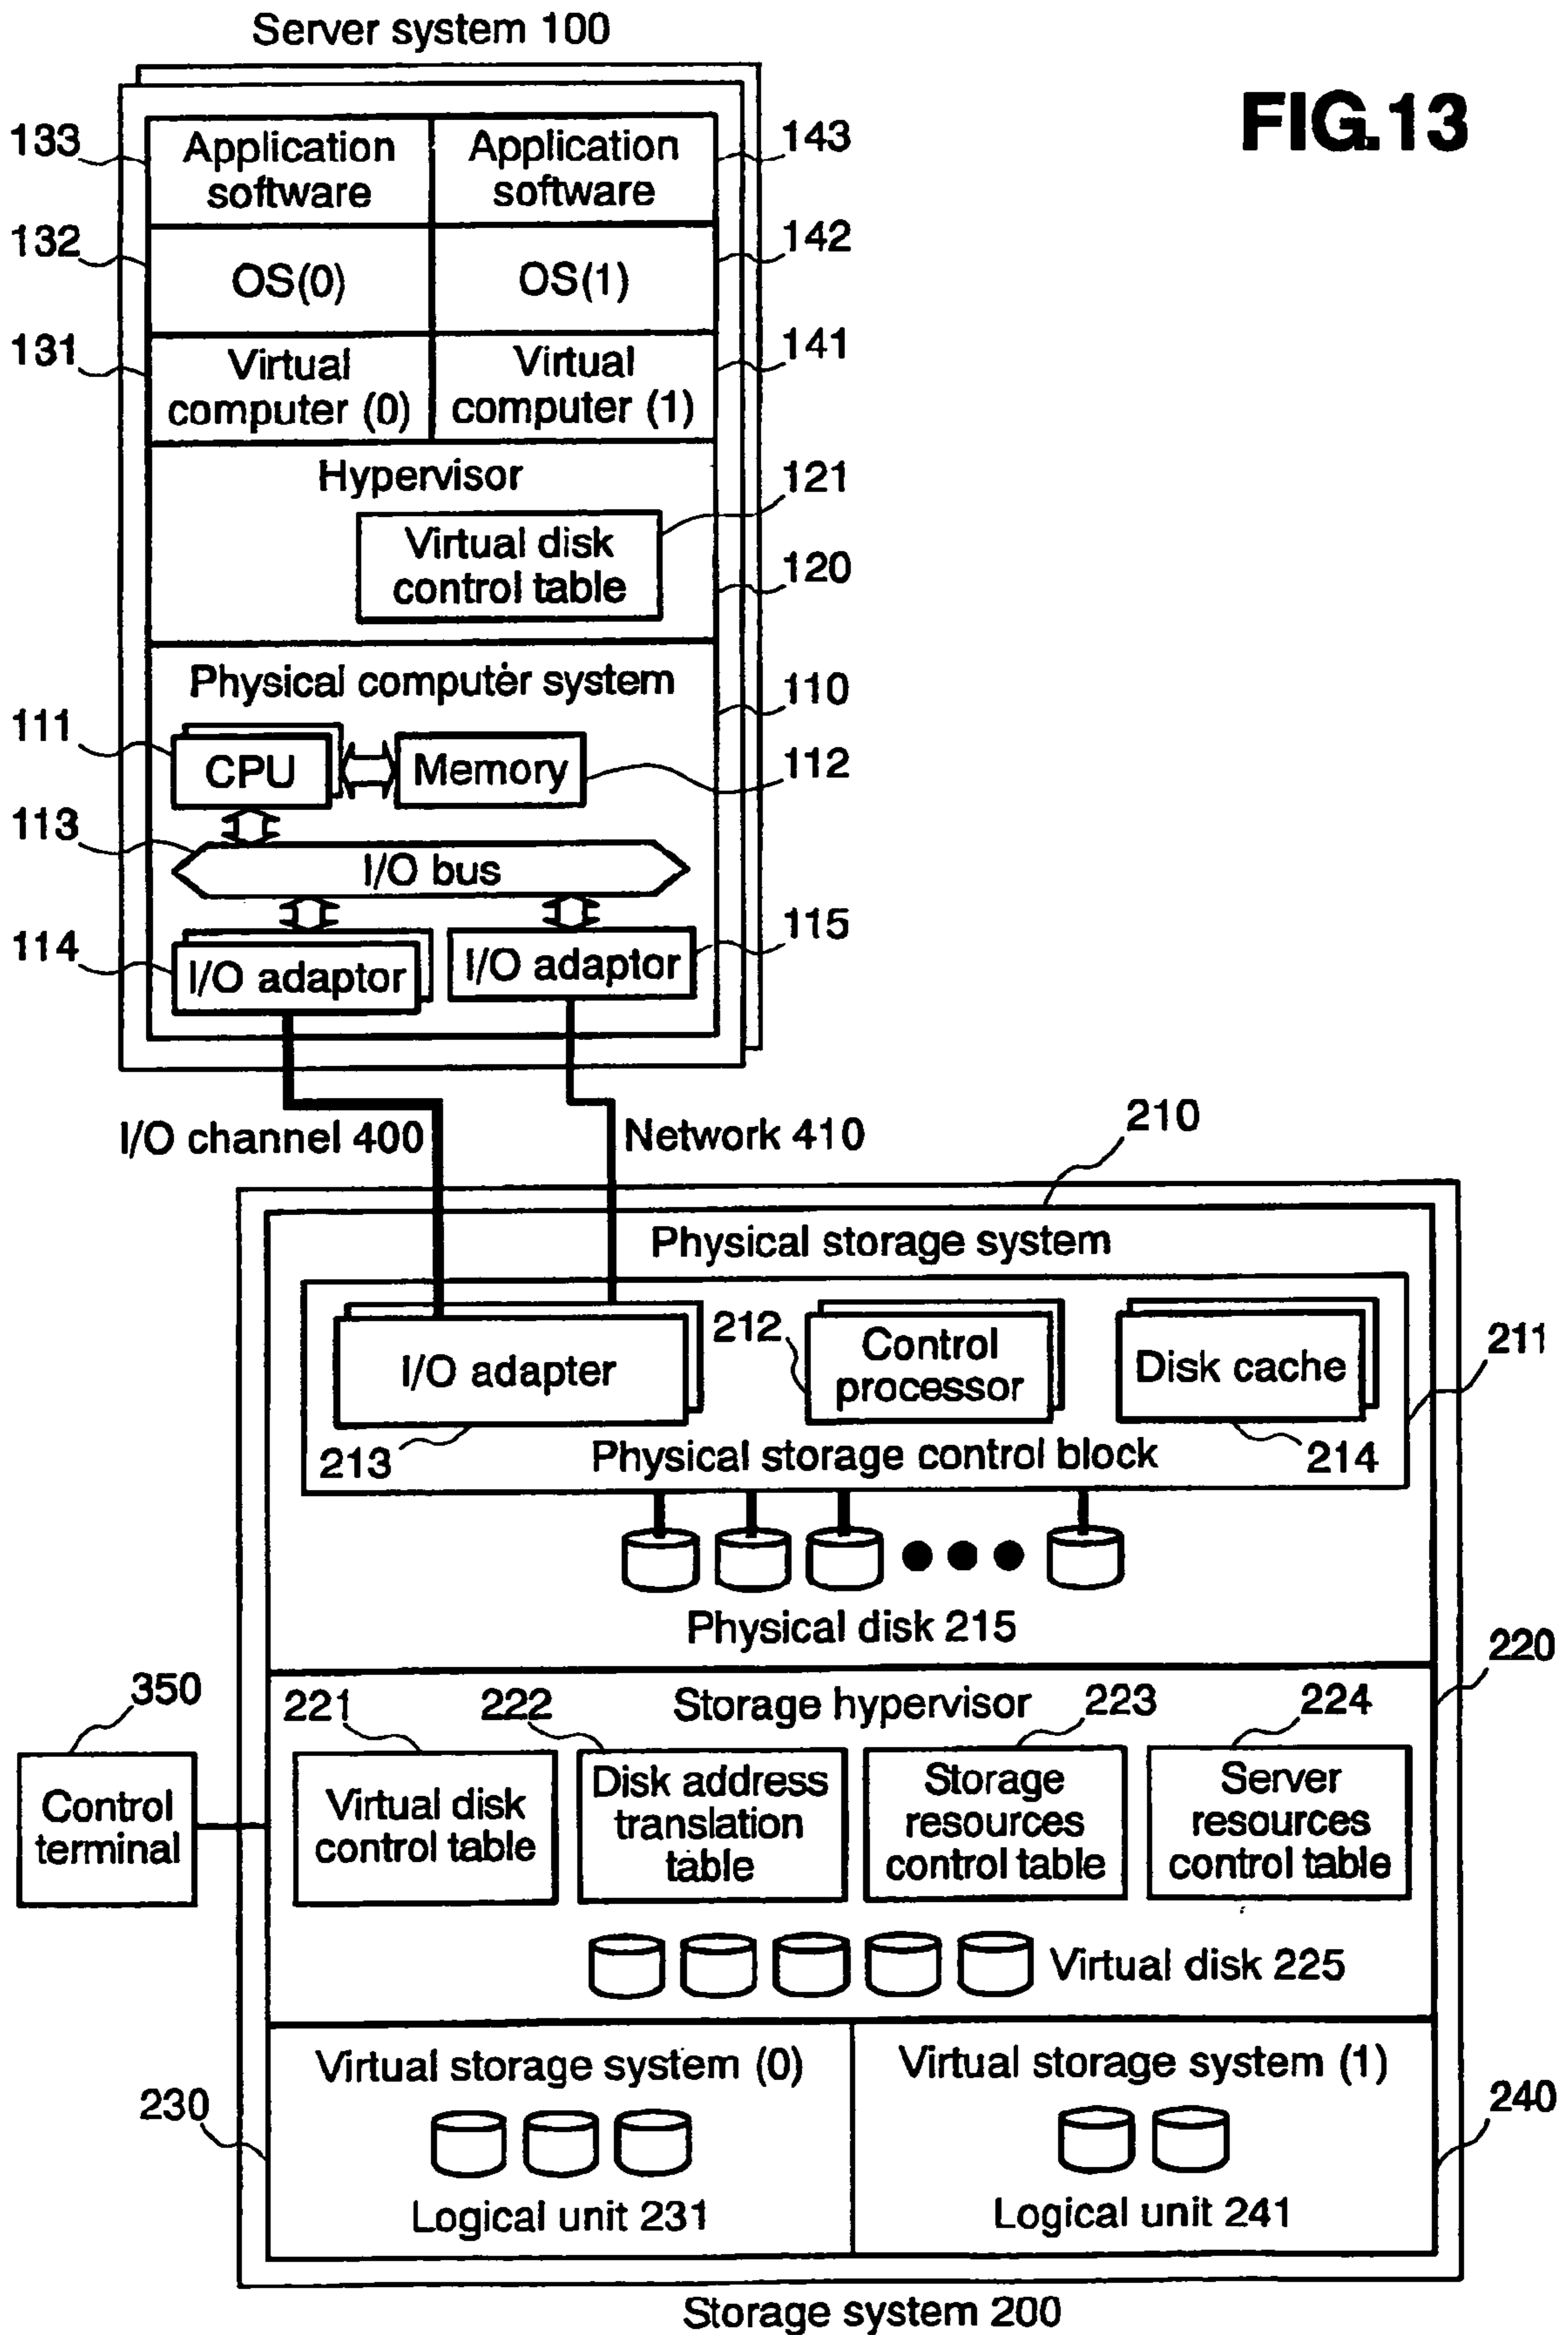 Server system 100
FIG.13
133
Application
software
Application
software
143
132
OS(0)
OS(1)
142
131
Virtual
computer (0)
Virtual
computer (1)
141
Hypervisor
121
Virtual disk
control table
120
Physical computer system
110
111
CPU
Memory
112
113
I/O bus
114
I/O adaptor
I/O adaptor
115
I/O channel 400
Network 410
210
Physical storage system
I/O adapter
212
Control
processor
Disk cache
211
213
Physical storage control block
214
Physical disk 215
220
350
221
222
Storage hypervisor
223
224
Control
terminal
Virtual disk
control table
Disk address
translation
table
Storage
resources
control table
Server
resources
control table
Virtual disk 225
Virtual storage system (0)
Virtual storage system (1)
230
240
Logical unit 231
Logical unit 241
Storage system 200